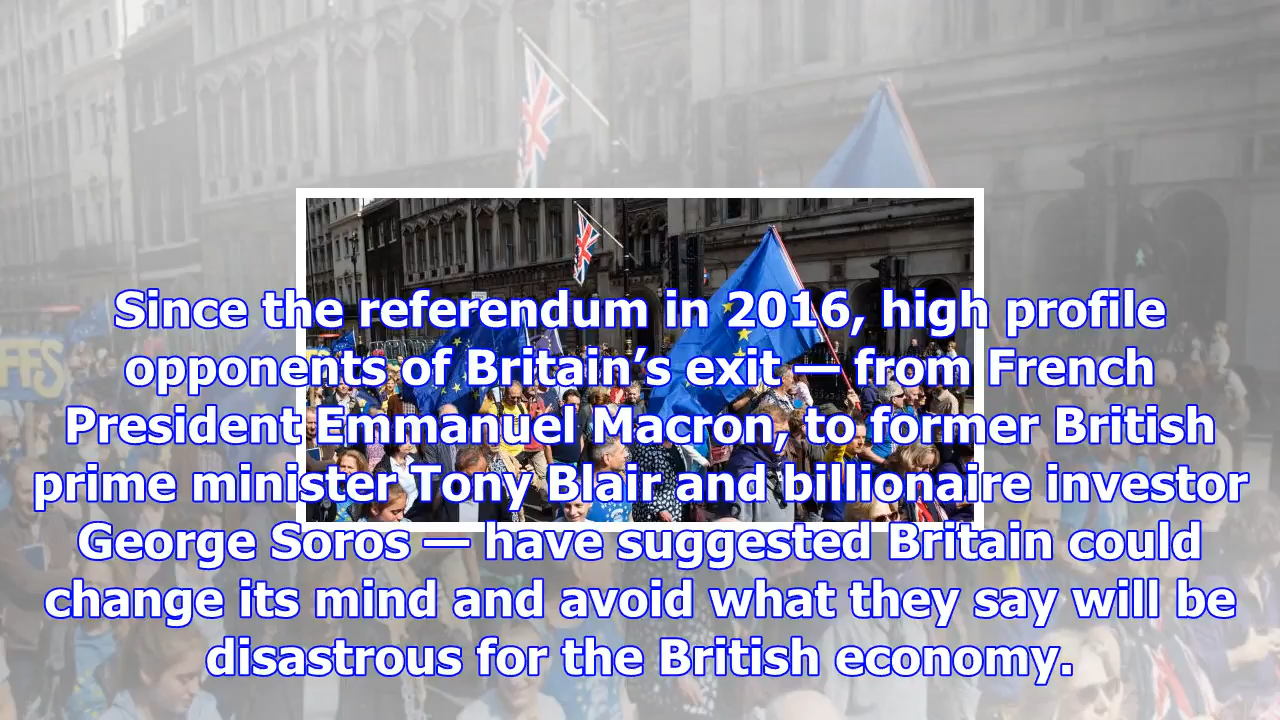 Since the referendum in 2016, high profile
opponents of Britain’s exit — from French
President Emmanuel Macron, to former British
prime minister Tony Blair and billionaire investor
George Soros — have suggested Britain could
change its mind and avoid what they say will be
disastrous for the British economy.
FFS